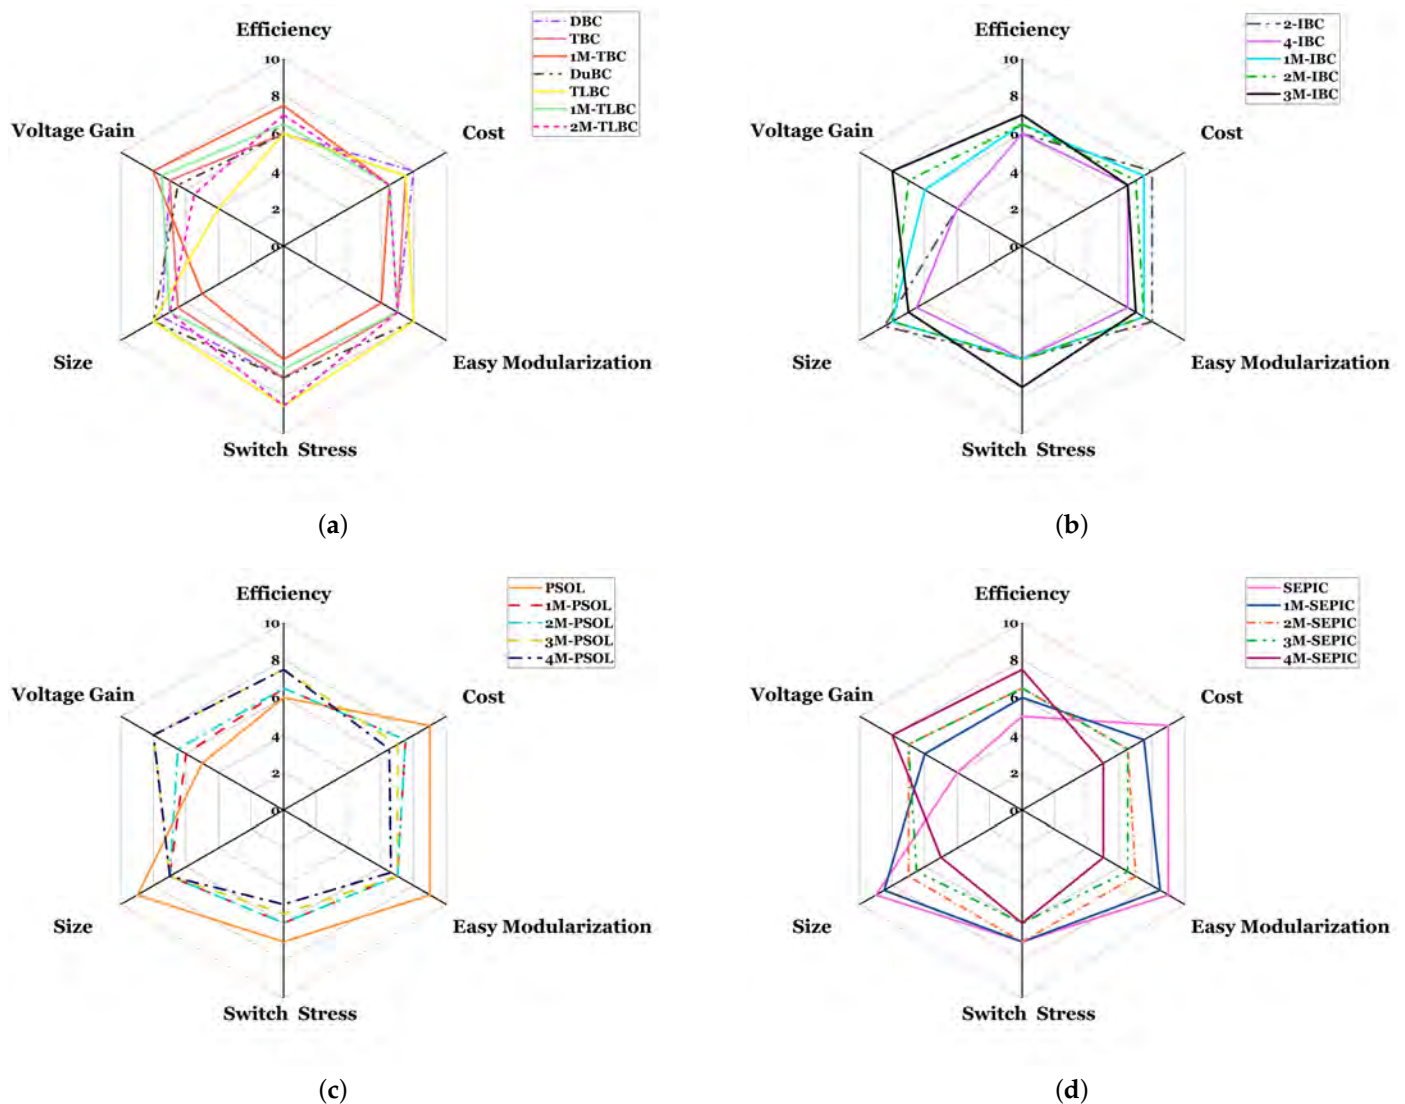 Efficiency
10
8
6
4
2
0
Voltage Gain
Cost
Size
Easy Modularization
Switch Stress
DBC
TBC
1M-TBC
DuBC
TLBC
1M-TLBC
2M-TLBC
(a)
Efficiency
10
8
6
4
2
0
Voltage Gain
Cost
Size
Easy Modularization
Switch Stress
2-IBC
4-IBC
1M-IBC
2M-IBC
3M-IBC
(b)
Efficiency
10
8
6
4
2
0
Voltage Gain
Cost
Size
Easy Modularization
Switch Stress
PSOL
1M-PSOL
2M-PSOL
3M-PSOL
4M-PSOL
(c)
Efficiency
10
8
6
4
2
0
Voltage Gain
Cost
Size
Easy Modularization
Switch Stress
SEPIC
1M-SEPIC
2M-SEPIC
3M-SEPIC
4M-SEPIC
(d)